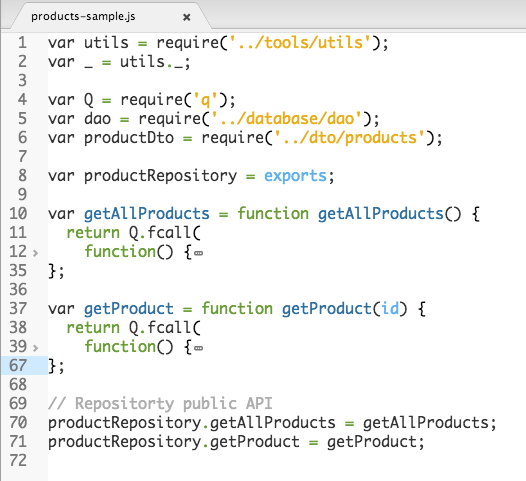 products-sample.js ×
1 var utils = require('../tools/utils');
2 var _ = utils._;
3
4 var Q = require('q');
5 var dao = require('../database/dao');
6 var productDto = require('../dto/products');
7
8 var productRepository = exports;
9
10 var getAllProducts = function getAllProducts() {
11   return Q.fcall(
12 ›     function() {…
35 };
36
37 var getProduct = function getProduct(id) {
38   return Q.fcall(
39 ›     function() {…
67 };
68
69 // Repositorty public API
70 productRepository.getAllProducts = getAllProducts;
71 productRepository.getProduct = getProduct;
72